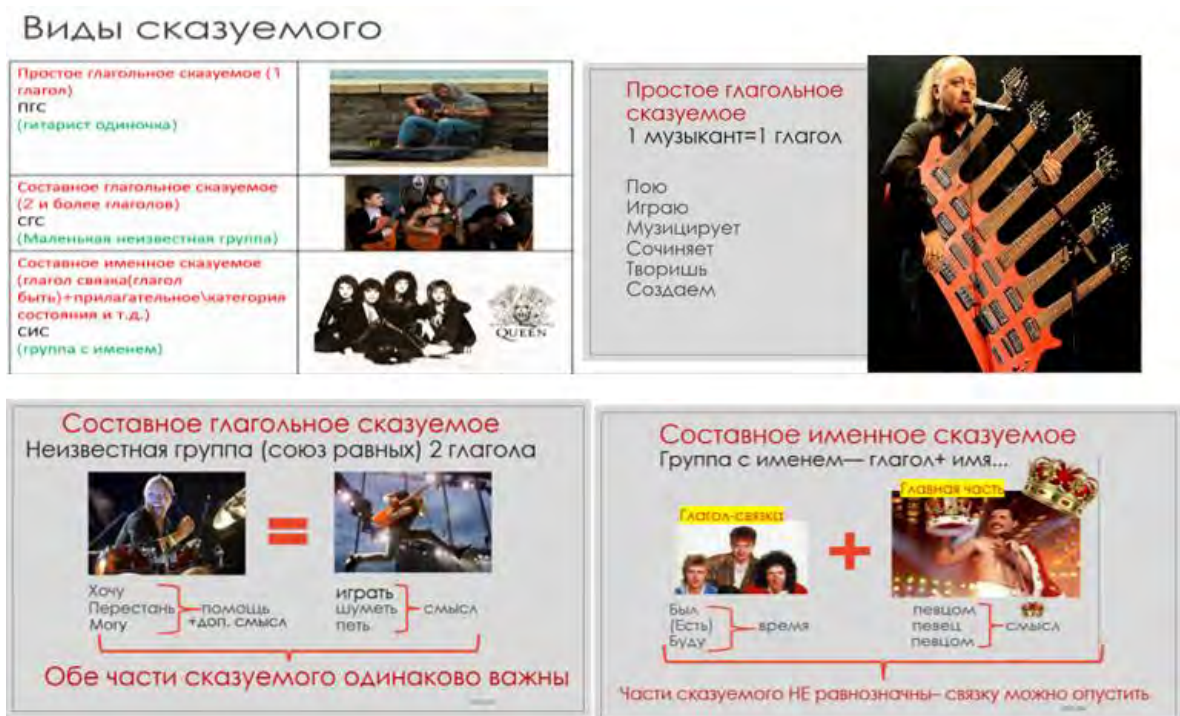 Виды сказуемого
Простое глагольное сказуемое (1
глагол)
ПГС
(гитарист одиночка)
Составное глагольное сказуемое
(2 и более глаголов)
СГС
(Маленькая неизвестная группа)
Составное именное сказуемое
(глагол связка(глагол
быть)+прилагательное\категория
состояния и т.д.)
СИС
(группа с именем)
QUEEN
Простое глагольное
сказуемое
1 музыкант=1 глагол
Пою
Играю
Музицирует
Сочиняет
Творишь
Создаем
Составное глагольное сказуемое
Неизвестная группа (союз равных) 2 глагола
=
Хочу
Перестань
Могу
помощь
+доп. смысл
играть
шуметь
петь
смысл
Обе части сказуемого одинаково важны
Составное именное сказуемое
Группа с именем— глагол+ имя...
Глагол-связка
+
Главная часть
Был
(Есть)
Буду
время
певцом
певец
певцом
смысл
Части сказуемого НЕ равнозначны– связку можно опустить